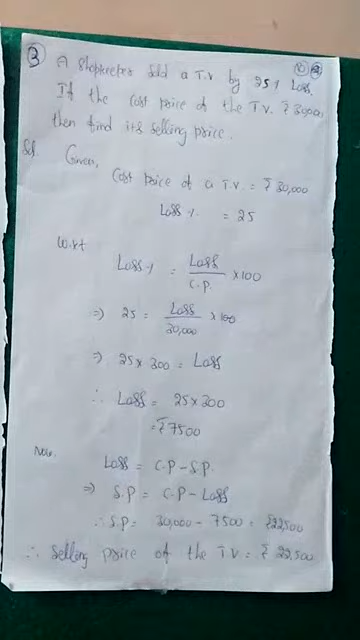 ③ A Shopkeeper Sold a T.V by 25% Loss.
If the cost price of the T.V. ₹30,000,
then find its selling price.
Sol. Given,
Cost Price of a T.V. = ₹30,000
Loss % = 25
W.k.t
Loss % = Loss/C.P. × 100
⇒ 25 = Loss/30,000 × 100
⇒ 25 × 300 = Loss
∴ Loss = 25 × 300
= ₹7500
Now.
Loss = C.P - S.P.
⇒ S.P = C.P - Loss
∴ S.P = 30,000 - 7500 = ₹22,500
∴ Selling price of the T.V = ₹ 22,500